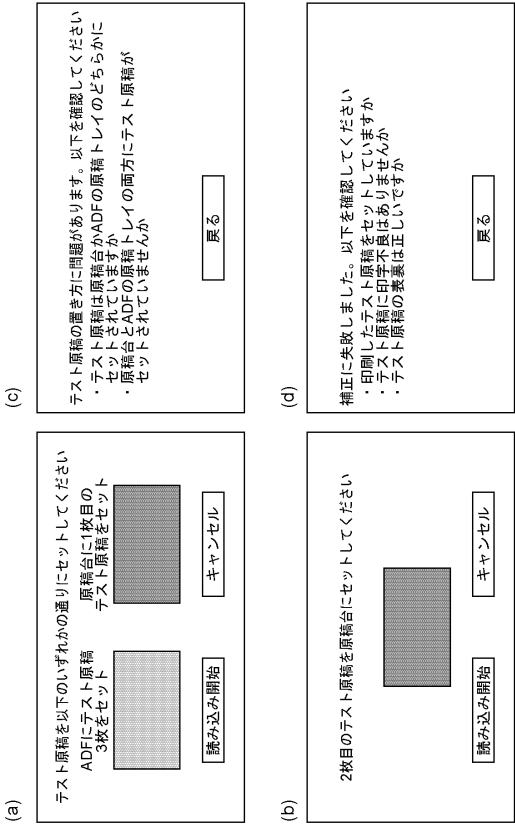 (a)
テスト原稿を以下のいずれかの通りにセットしてください
ADFにテスト原稿
3枚をセット
原稿台に1枚目の
テスト原稿をセット
読み込み開始
キャンセル
(b)
2枚目のテスト原稿を原稿台にセットしてください
読み込み開始
キャンセル
(c)
テスト原稿の置き方に問題があります。以下を確認してください
・テスト原稿は原稿台かADFの原稿トレイのどちらかに
セットされていますか
・原稿台とADFの原稿トレイの両方にテスト原稿が
セットされていませんか
戻る
(d)
補正に失敗しました。以下を確認してください
・印刷したテスト原稿をセットしていますか
・テスト原稿に印字不良はありませんか
・テスト原稿の表裏は正しいですか
戻る